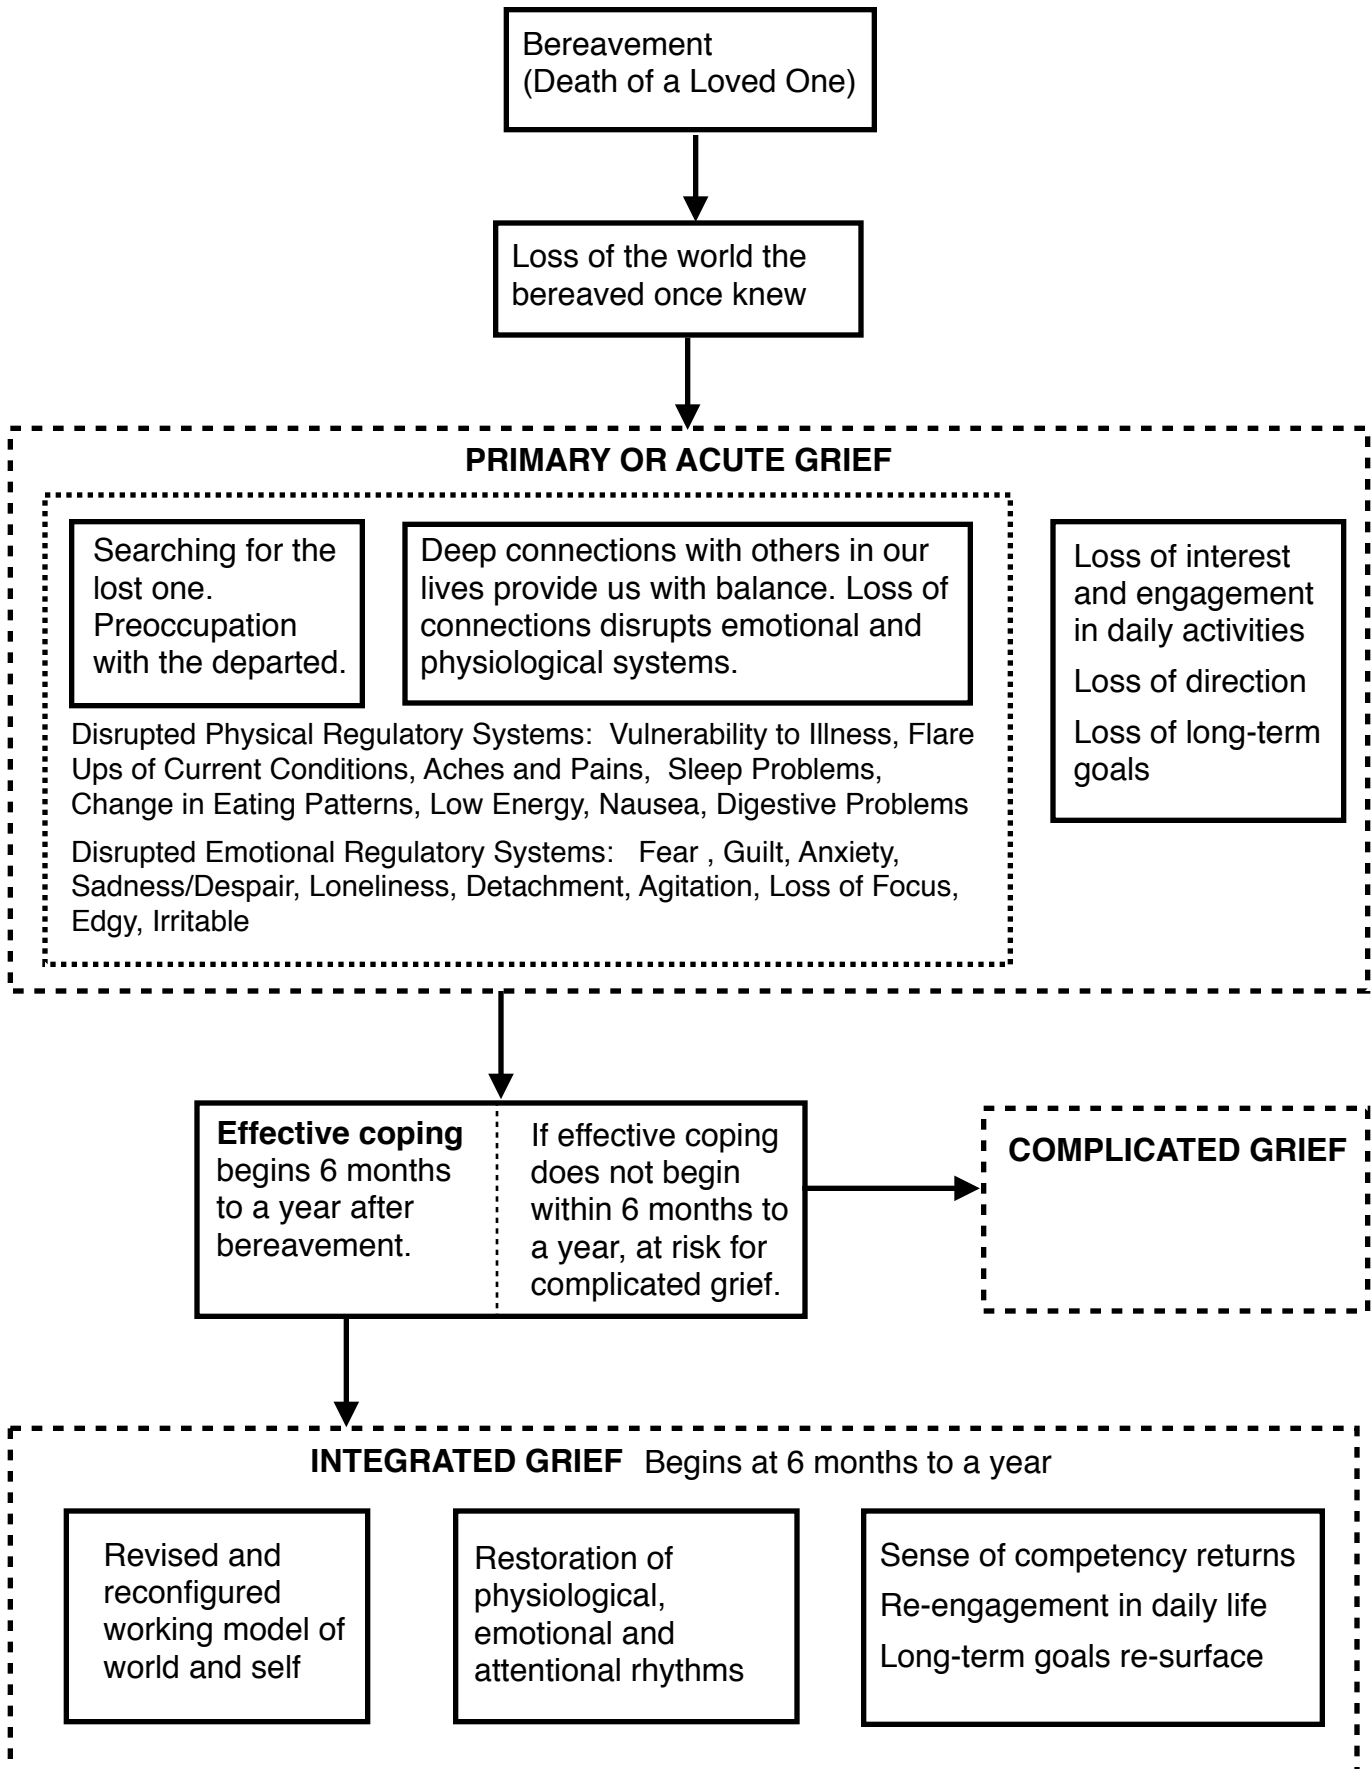 Bereavement
(Death of a Loved One)
Loss of the world the
bereaved once knew
PRIMARY OR ACUTE GRIEF
Searching for the
lost one.
Preoccupation
with the departed.
Deep connections with others in our
lives provide us with balance. Loss of
connections disrupts emotional and
physiological systems.
Loss of interest
and engagement
in daily activities
Loss of direction
Loss of long-term
goals
Disrupted Physical Regulatory Systems:  Vulnerability to Illness, Flare
Ups of Current Conditions, Aches and Pains,  Sleep Problems,
Change in Eating Patterns, Low Energy, Nausea, Digestive Problems
Disrupted Emotional Regulatory Systems:   Fear , Guilt, Anxiety,
Sadness/Despair, Loneliness, Detachment, Agitation, Loss of Focus,
Edgy, Irritable
Effective coping
begins 6 months
to a year after
bereavement.
If effective coping
does not begin
within 6 months to
a year, at risk for
complicated grief.
COMPLICATED GRIEF
INTEGRATED GRIEF  Begins at 6 months to a year
Revised and
reconfigured
working model of
world and self
Restoration of
physiological,
emotional and
attentional rhythms
Sense of competency returns
Re-engagement in daily life
Long-term goals re-surface